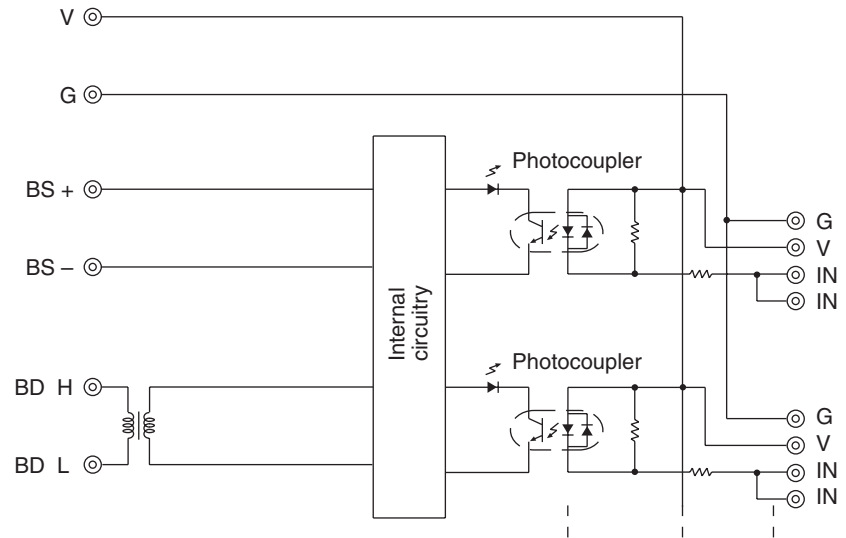 V
G
BS +
BS –
BD H
BD L
Internal
circuitry
Photocoupler
G
V
IN
IN
Photocoupler
G
V
IN
IN